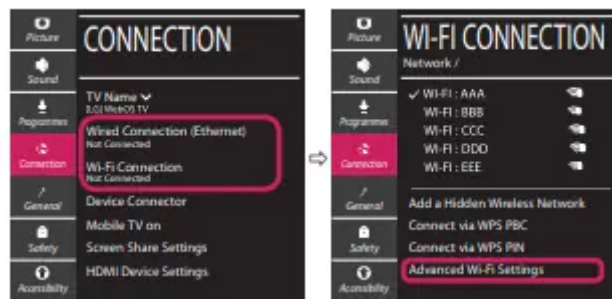 Picture
Sound
Programmes
Connection
General
Safety
Accessibility
CONNECTION
TV Name
[LG] WebOS TV
Wired Connection (Ethernet)
Not Connected
Wi-Fi Connection
Not Connected
Device Connector
Mobile TV on
Screen Share Settings
HDMI Device Settings
Picture
Sound
Programmes
Connection
General
Safety
Accessibility
WI-FI CONNECTION
Network /
WI-FI : AAA
WI-FI : BBB
WI-FI : CCC
WI-FI : DDD
WI-FI : EEE
Add a Hidden Wireless Network
Connect via WPS PBC
Connect via WPS PIN
Advanced Wi-Fi Settings